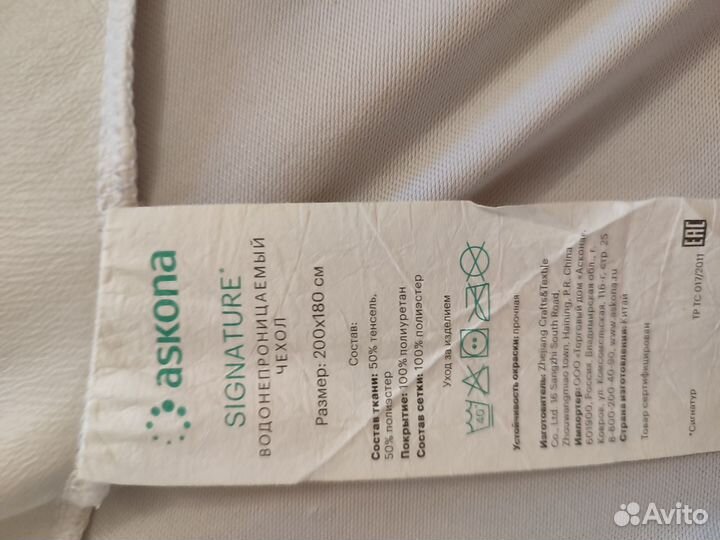 askona
SIGNATURE*
ВОДОНЕПРОНИЦАЕМЫЙ
ЧЕХОЛ
Размер: 200х180 см
Состав:
Состав ткани: 50% тенсель,
50% полиэстер
Покрытие: 100% полиуретан
Состав сетки: 100% полиэстер
Уход за изделием
40°
Устойчивость окраски: прочная
Изготовитель: Zhejiang Crafts&Textile
Co., Ltd. 16 Sangzhi South Road,
Zhouwangmiao town, Haining, P.R. China
Импортер: ООО «Торговый дом «Аскона»,
601900, Россия, Владимирская обл., г.
Ковров, ул. Комсомольская, 116-г, стр. 25
8-800 200 40 90, www.askona.ru
Страна изготовления: Китай
Товар сертифицирован
*Сигнатур
ТР ТС 017/2011
EAC
Avito